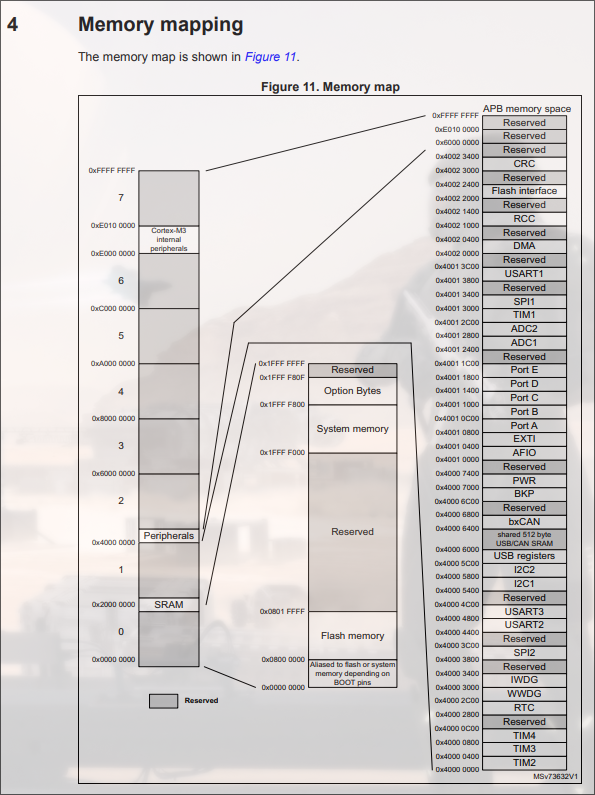 4 Memory mapping
The memory map is shown in Figure 11.
Figure 11. Memory map
0xFFFF FFFF
7
0xE010 0000
Cortex-M3
internal
peripherals
0xE000 0000
6
0xC000 0000
5
0xA000 0000
4
0x8000 0000
3
0x6000 0000
2
Peripherals
0x4000 0000
1
0x2000 0000 SRAM
0
0x0000 0000
Reserved
0x1FFF FFFF
Reserved
0x1FFF F80F
Option Bytes
0x1FFF F800
System memory
0x1FFF F000
Reserved
0x0801 FFFF
Flash memory
0x0800 0000
Aliased to flash or system
memory depending on
BOOT pins
0x0000 0000
APB memory space
0xFFFF FFFF
Reserved
0xE010 0000
Reserved
0x6000 0000
Reserved
0x4002 3400
CRC
0x4002 3000
Reserved
0x4002 2400
Flash interface
0x4002 2000
Reserved
0x4002 1400
RCC
0x4002 1000
Reserved
0x4002 0400
DMA
0x4002 0000
Reserved
0x4001 3C00
USART1
0x4001 3800
Reserved
0x4001 3400
SPI1
0x4001 3000
TIM1
0x4001 2C00
ADC2
0x4001 2800
ADC1
0x4001 2400
Reserved
0x4001 1C00
Port E
0x4001 1800
Port D
0x4001 1400
Port C
0x4001 1000
Port B
0x4001 0C00
Port A
0x4001 0800
EXTI
0x4001 0400
AFIO
0x4001 0000
Reserved
0x4000 7400
PWR
0x4000 7000
BKP
0x4000 6C00
Reserved
0x4000 6800
bxCAN
0x4000 6400
shared 512 byte
USB/CAN SRAM
0x4000 6000
USB registers
0x4000 5C00
I2C2
0x4000 5800
I2C1
0x4000 5400
Reserved
0x4000 4C00
USART3
0x4000 4800
USART2
0x4000 4400
Reserved
0x4000 3C00
SPI2
0x4000 3800
Reserved
0x4000 3400
IWDG
0x4000 3000
WWDG
0x4000 2C00
RTC
0x4000 2800
Reserved
0x4000 0C00
TIM4
0x4000 0800
TIM3
0x4000 0400
TIM2
0x4000 0000
MSv73632V1